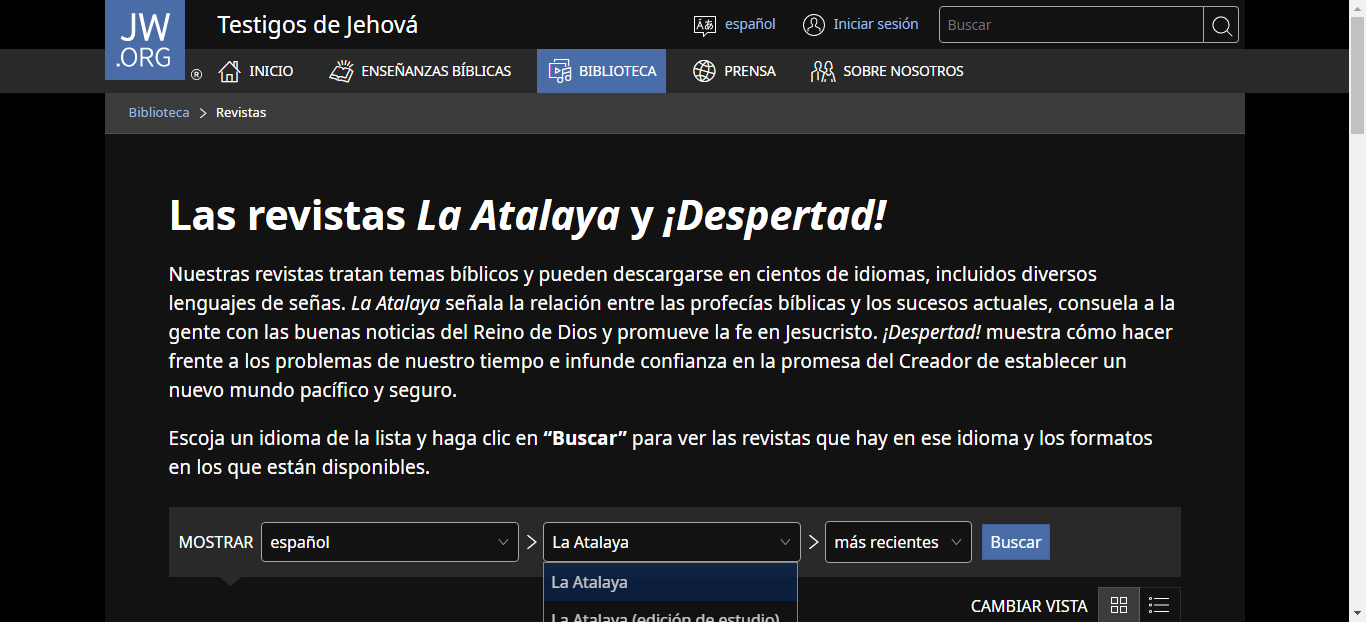 JW
.ORG
®
Testigos de Jehová
español
Iniciar sesión
Buscar
INICIO
ENSEÑANZAS BÍBLICAS
BIBLIOTECA
PRENSA
SOBRE NOSOTROS
Biblioteca > Revistas
Las revistas La Atalaya y ¡Despertad!
Nuestras revistas tratan temas bíblicos y pueden descargarse en cientos de idiomas, incluidos diversos
lenguajes de señas. La Atalaya señala la relación entre las profecías bíblicas y los sucesos actuales, consuela a la
gente con las buenas noticias del Reino de Dios y promueve la fe en Jesucristo. ¡Despertad! muestra cómo hacer
frente a los problemas de nuestro tiempo e infunde confianza en la promesa del Creador de establecer un
nuevo mundo pacífico y seguro.
Escoja un idioma de la lista y haga clic en “Buscar” para ver las revistas que hay en ese idioma y los formatos
en los que están disponibles.
MOSTRAR español > La Atalaya > más recientes Buscar
La Atalaya
La Atalaya (edición de estudio)
CAMBIAR VISTA